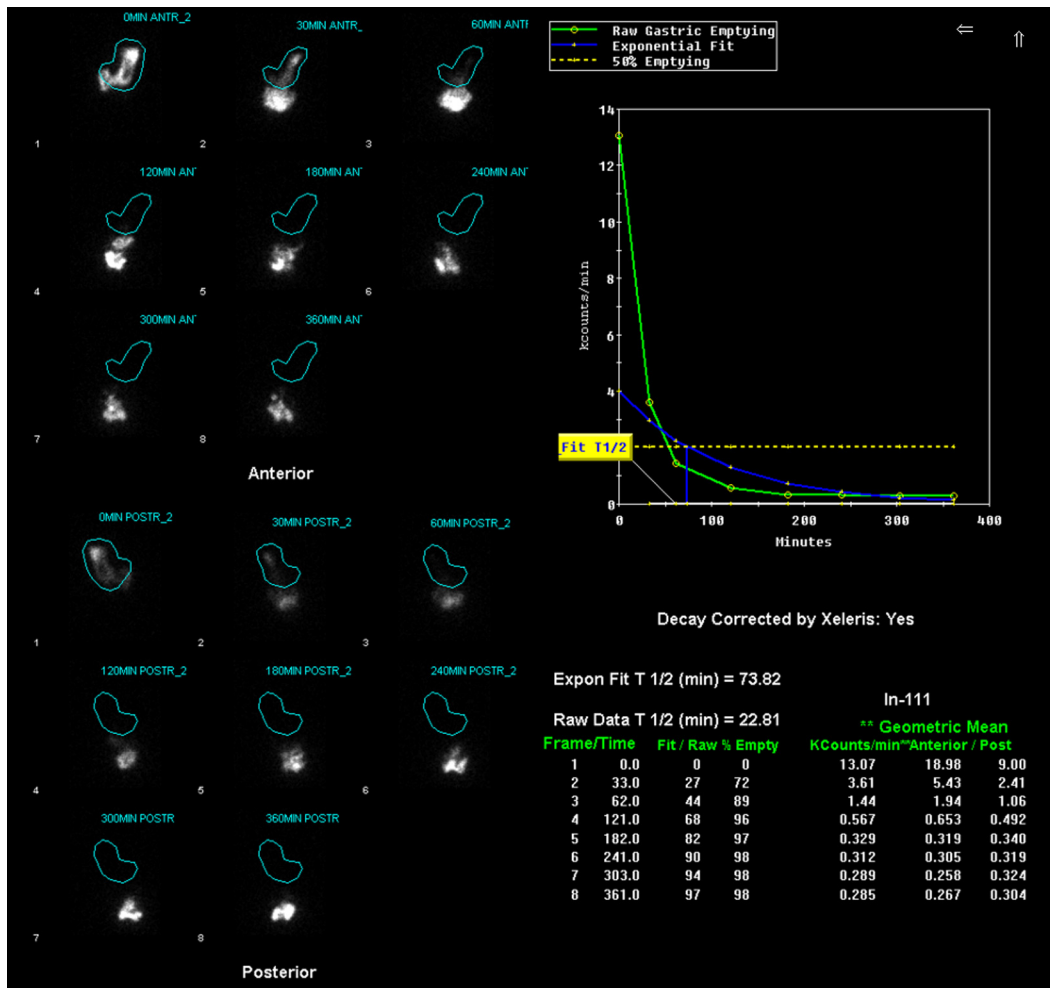 0MIN ANTR_2
30MIN ANTR_
60MIN ANTI
1
2
3
120MIN AN
180MIN AN
240MIN AN
4
5
6
300MIN AN
360MIN AN
7
8
Anterior
0MIN POSTR_2
30MIN POSTR_2
60MIN POSTR_2
1
2
3
120MIN POSTR_2
180MIN POSTR_2
240MIN POSTR_2
4
5
6
300MIN POSTR
360MIN POSTR
7
8
Posterior
Raw Gastric Emptying
Exponential Fit
50% Emptying
⇐
⇑
14
12
10
8
6
4
0
kcounts/min
Fit T1/2
0
100
200
300
400
Minutes
Decay Corrected by Xeleris: Yes
Expon Fit T 1/2 (min) = 73.82
In-111
Raw Data T 1/2 (min) = 22.81
** Geometric Mean
Frame/Time Fit / Raw % Empty KCounts/min**Anterior / Post
1 0.0 0 0 13.07 18.98 9.00
2 33.0 27 72 3.61 5.43 2.41
3 62.0 44 89 1.44 1.94 1.06
4 121.0 68 96 0.567 0.653 0.492
5 182.0 82 97 0.329 0.319 0.340
6 241.0 90 98 0.312 0.305 0.319
7 303.0 94 98 0.289 0.258 0.324
8 361.0 97 98 0.285 0.267 0.304